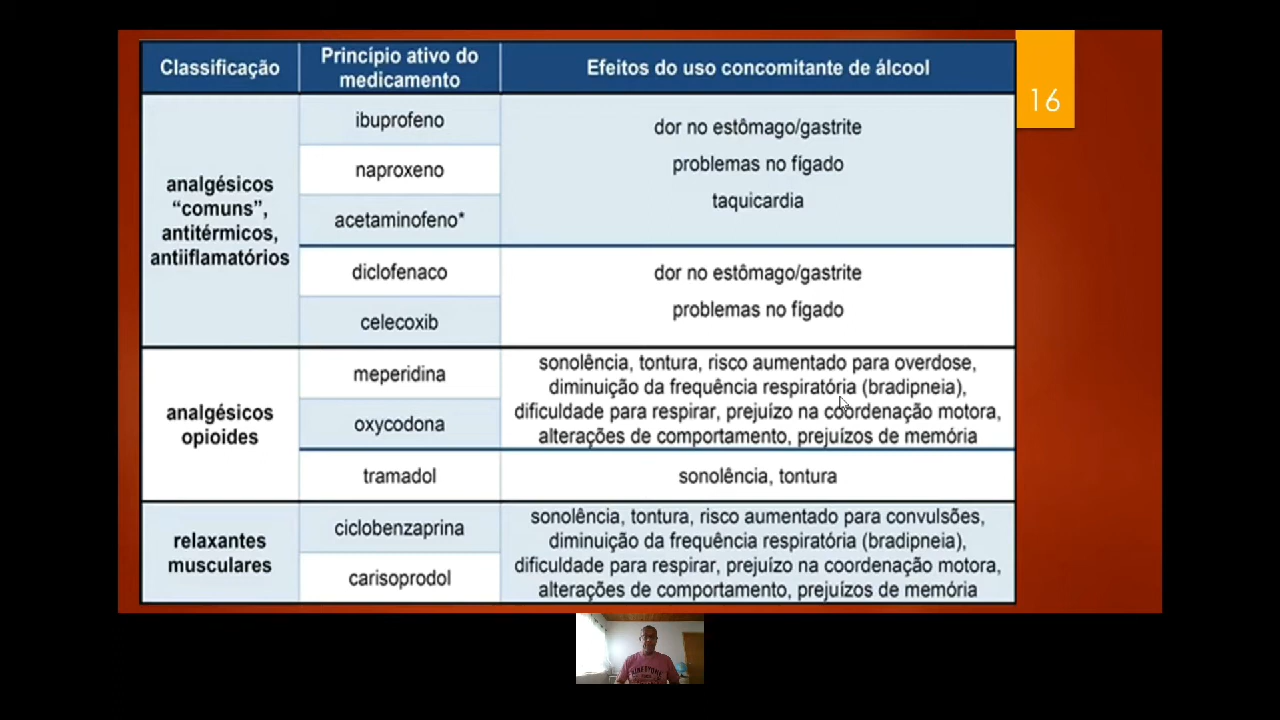 Classificação
Princípio ativo do
medicamento
Efeitos do uso concomitante de álcool
16
analgésicos
“comuns”,
antitérmicos,
antiiflamatórios
ibuprofeno
naproxeno
acetaminofeno*
dor no estômago/gastrite
problemas no fígado
taquicardia
diclofenaco
celecoxib
dor no estômago/gastrite
problemas no fígado
analgésicos
opioides
meperidina
oxycodona
sonolência, tontura, risco aumentado para overdose,
diminuição da frequência respiratória (bradipneia),
dificuldade para respirar, prejuízo na coordenação motora,
alterações de comportamento, prejuízos de memória
tramadol
sonolência, tontura
relaxantes
musculares
ciclobenzaprina
carisoprodol
sonolência, tontura, risco aumentado para convulsões,
diminuição da frequência respiratória (bradipneia),
dificuldade para respirar, prejuízo na coordenação motora,
alterações de comportamento, prejuízos de memória